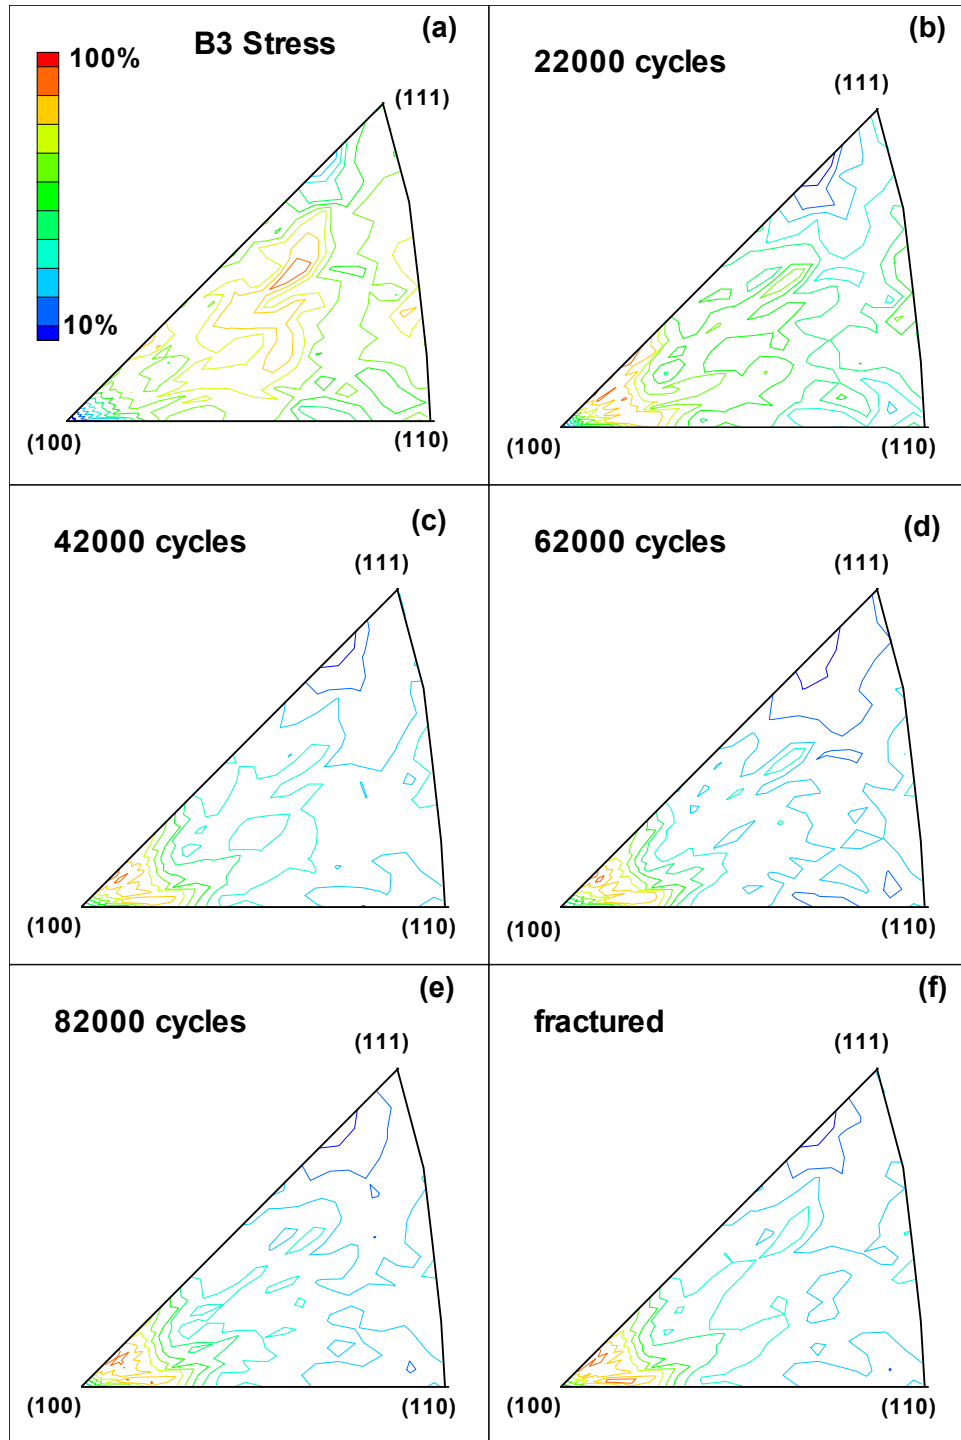 B3 Stress
(a)
100%
10%
(111)
(100)
(110)
22000 cycles
(b)
(111)
(100)
(110)
42000 cycles
(c)
(111)
(100)
(110)
62000 cycles
(d)
(111)
(100)
(110)
82000 cycles
(e)
(111)
(100)
(110)
fractured
(f)
(111)
(100)
(110)